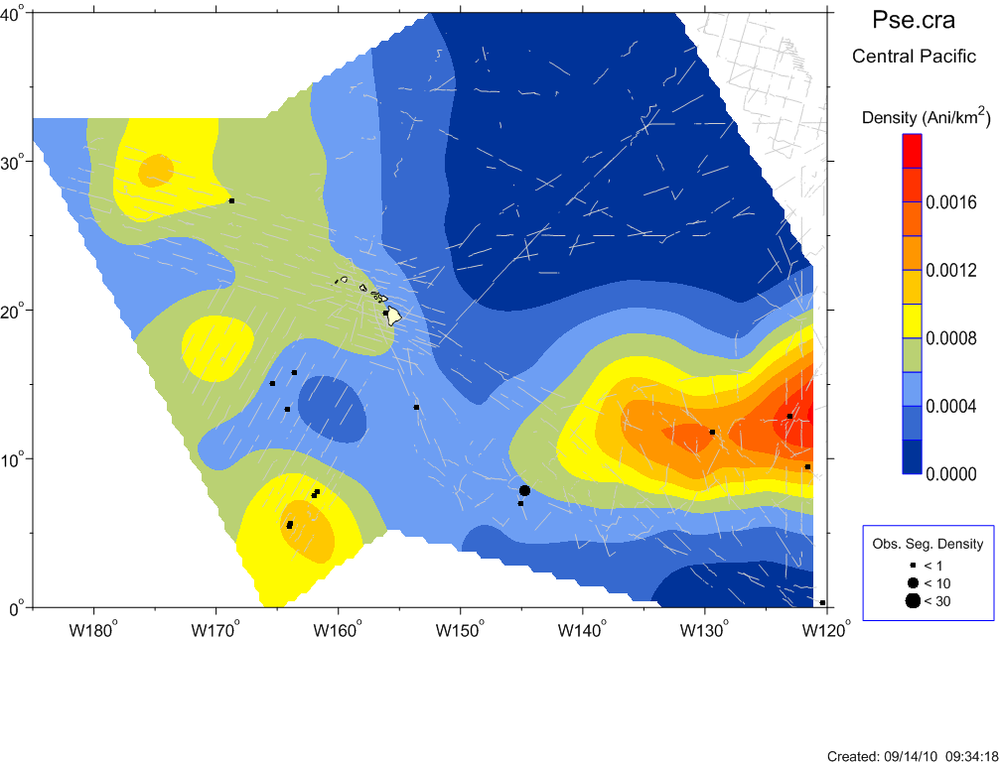 Pse.cra
Central Pacific
Density (Ani/km²)
0.0016
0.0012
0.0008
0.0004
0.0000
Obs. Seg. Density
< 1
< 10
< 30
40°
30°
20°
10°
0°
W180° W170° W160° W150° W140° W130° W120°
Created: 09/14/10 09:34:18